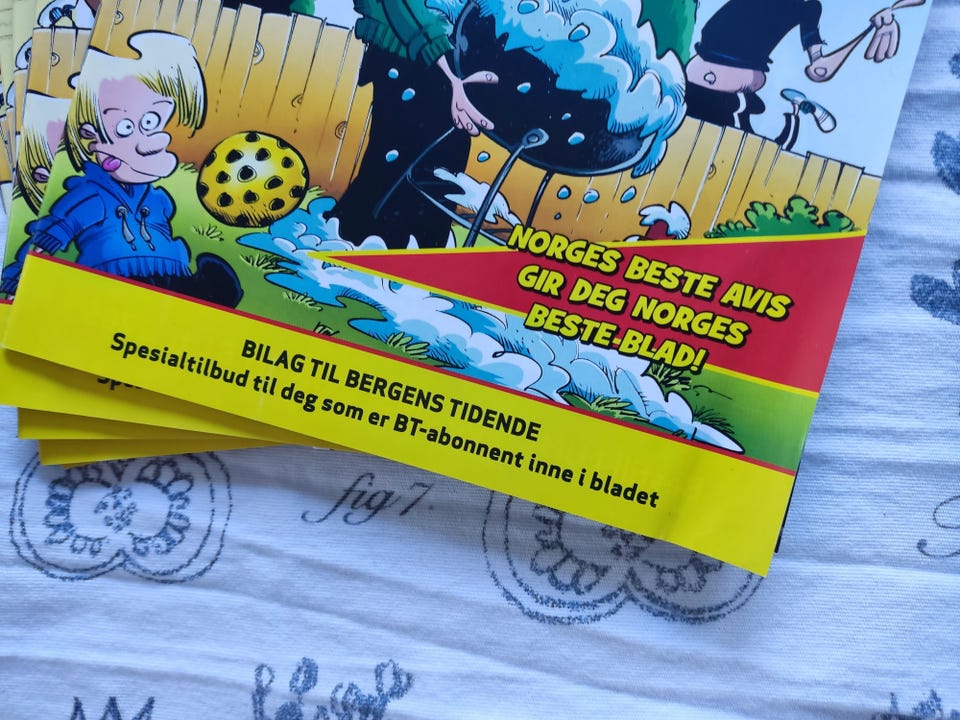 NORGES BESTE AVIS
GIR DEG NORGES
BESTE-BLAD!
BILAG TIL BERGENS TIDENDE
Spesialtilbud til deg som er BT-abonnent inne i bladet
fig 7.